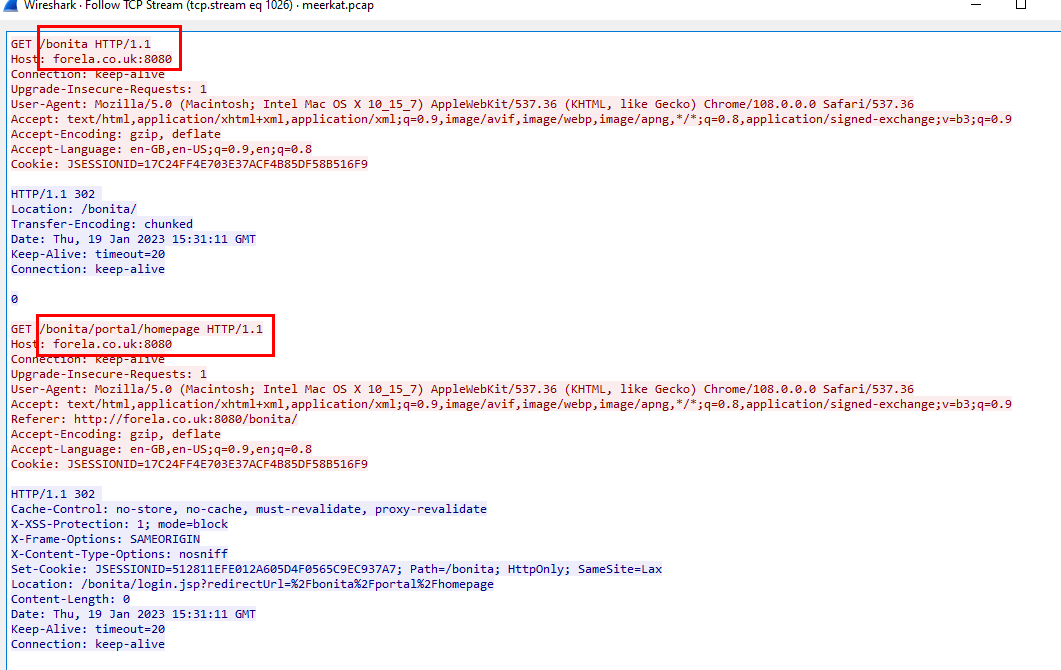 Wireshark · Follow TCP Stream (tcp.stream eq 1026) · meerkat.pcap
GET /bonita HTTP/1.1
Host: forela.co.uk:8080
Connection: keep-alive
Upgrade-Insecure-Requests: 1
User-Agent: Mozilla/5.0 (Macintosh; Intel Mac OS X 10_15_7) AppleWebKit/537.36 (KHTML, like Gecko) Chrome/108.0.0.0 Safari/537.36
Accept: text/html,application/xhtml+xml,application/xml;q=0.9,image/avif,image/webp,image/apng,*/*;q=0.8,application/signed-exchange;v=b3;q=0.9
Accept-Encoding: gzip, deflate
Accept-Language: en-GB,en-US;q=0.9,en;q=0.8
Cookie: JSESSIONID=17C24FF4E703E37ACF4B85DF58B516F9
HTTP/1.1 302
Location: /bonita/
Transfer-Encoding: chunked
Date: Thu, 19 Jan 2023 15:31:11 GMT
Keep-Alive: timeout=20
Connection: keep-alive
0
GET /bonita/portal/homepage HTTP/1.1
Host: forela.co.uk:8080
Connection: keep-alive
Upgrade-Insecure-Requests: 1
User-Agent: Mozilla/5.0 (Macintosh; Intel Mac OS X 10_15_7) AppleWebKit/537.36 (KHTML, like Gecko) Chrome/108.0.0.0 Safari/537.36
Accept: text/html,application/xhtml+xml,application/xml;q=0.9,image/avif,image/webp,image/apng,*/*;q=0.8,application/signed-exchange;v=b3;q=0.9
Referer: http://forela.co.uk:8080/bonita/
Accept-Encoding: gzip, deflate
Accept-Language: en-GB,en-US;q=0.9,en;q=0.8
Cookie: JSESSIONID=17C24FF4E703E37ACF4B85DF58B516F9
HTTP/1.1 302
Cache-Control: no-store, no-cache, must-revalidate, proxy-revalidate
X-XSS-Protection: 1; mode=block
X-Frame-Options: SAMEORIGIN
X-Content-Type-Options: nosniff
Set-Cookie: JSESSIONID=512811EFE012A605D4F0565C9EC937A7; Path=/bonita; HttpOnly; SameSite=Lax
Location: /bonita/login.jsp?redirectUrl=%2Fbonita%2Fportal%2Fhomepage
Content-Length: 0
Date: Thu, 19 Jan 2023 15:31:11 GMT
Keep-Alive: timeout=20
Connection: keep-alive